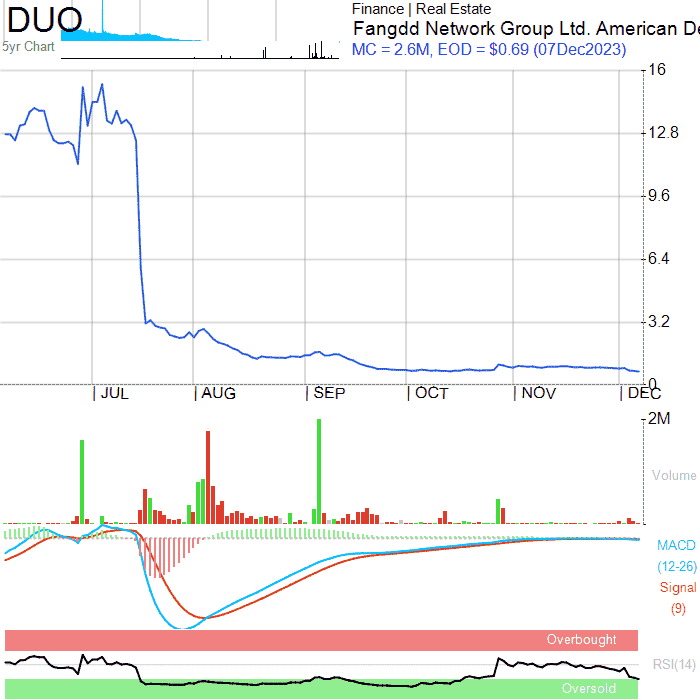 DUO
5yr Chart
Finance | Real Estate
Fangdd Network Group Ltd. American De
MC = 2.6M, EOD = $0.69 (07Dec2023)
16
12.8
9.6
6.4
3.2
0
| JUL | AUG | SEP | OCT | NOV | DEC
2M
Volume
MACD
(12-26)
Signal
(9)
Overbought
RSI(14)
Oversold